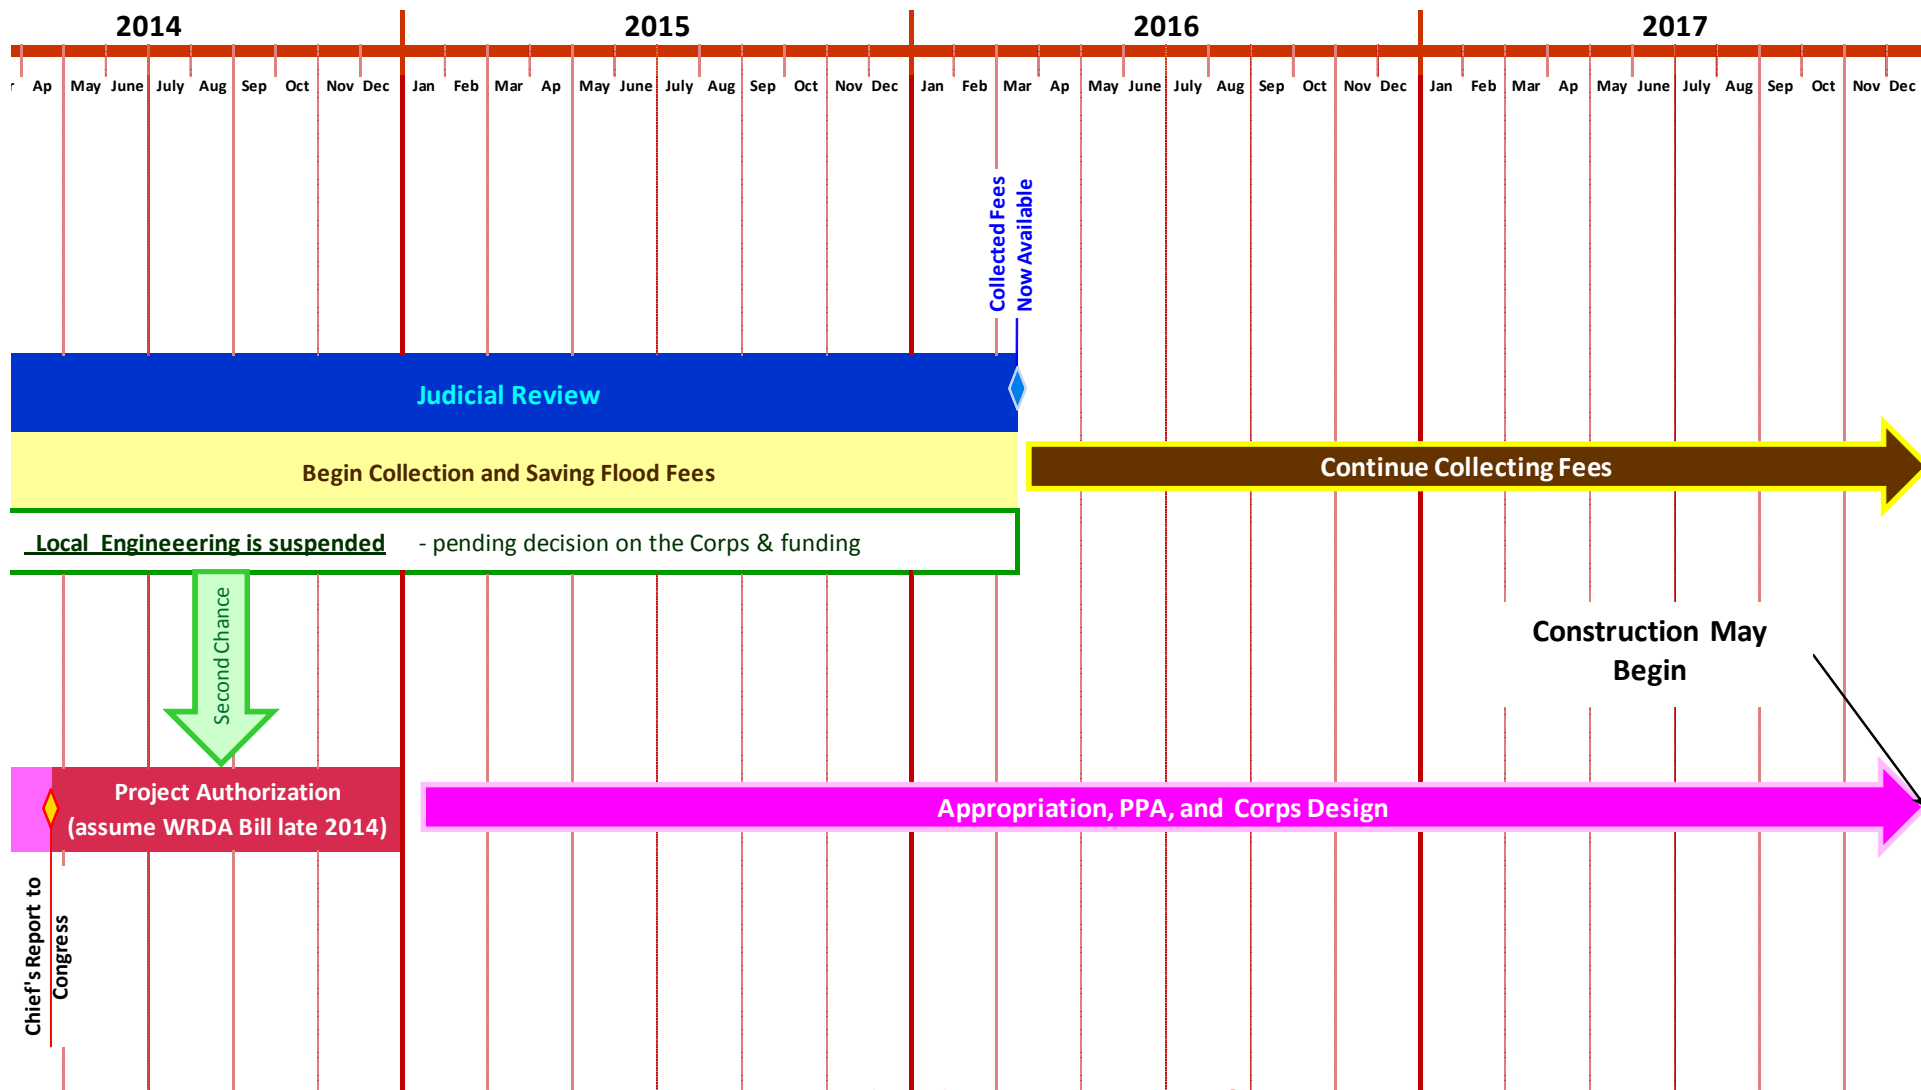 2014 2015 2016 2017
r Ap May June July Aug Sep Oct Nov Dec Jan Feb Mar Ap May June July Aug Sep Oct Nov Dec Jan Feb Mar Ap May June July Aug Sep Oct Nov Dec Jan Feb Mar Ap May June July Aug Sep Oct Nov Dec
Collected Fees
Now Available
Judicial Review
Begin Collection and Saving Flood Fees
Continue Collecting Fees
Local Engineeering is suspended - pending decision on the Corps & funding
Second Chance
Construction May
Begin
Project Authorization
(assume WRDA Bill late 2014)
Appropriation, PPA, and Corps Design
Chief's Report to
Congress